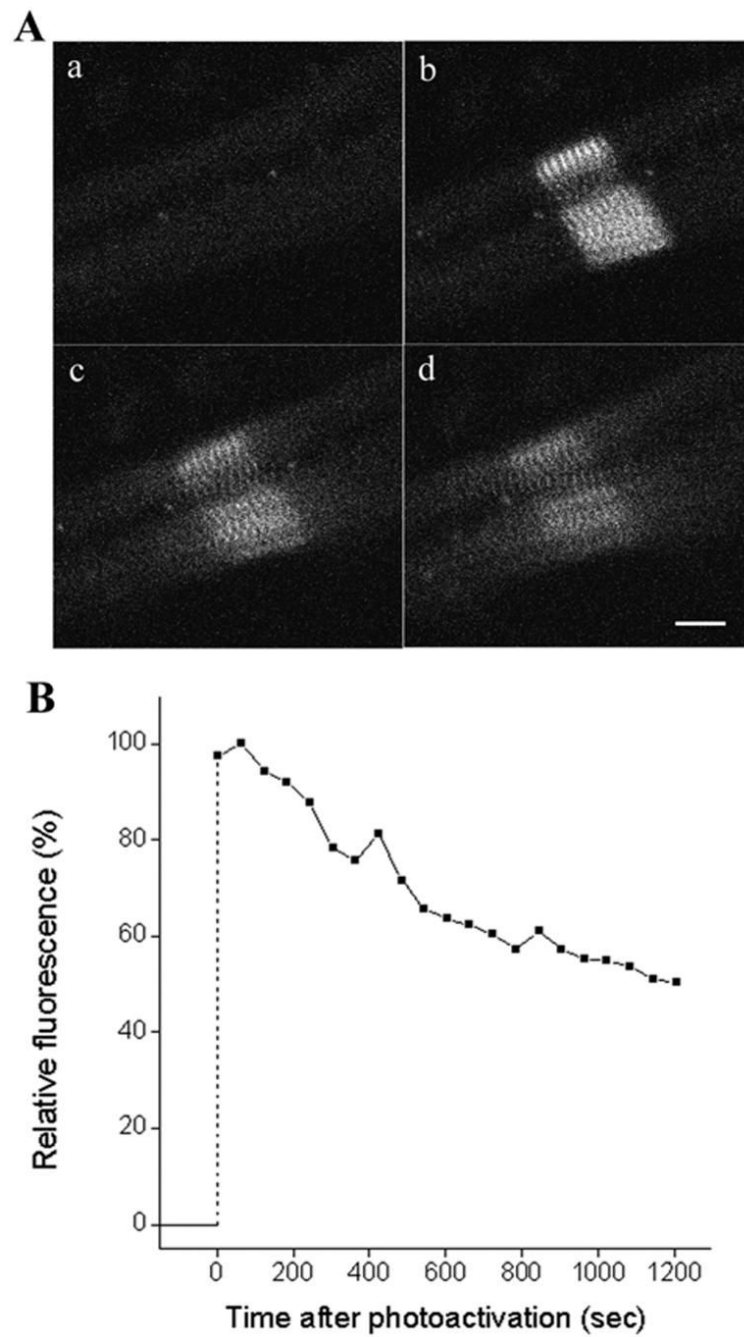 A
a
b
c
d
B
Relative fluorescence (%)
100
80
60
40
20
0
0 200 400 600 800 1000 1200
Time after photoactivation (sec)